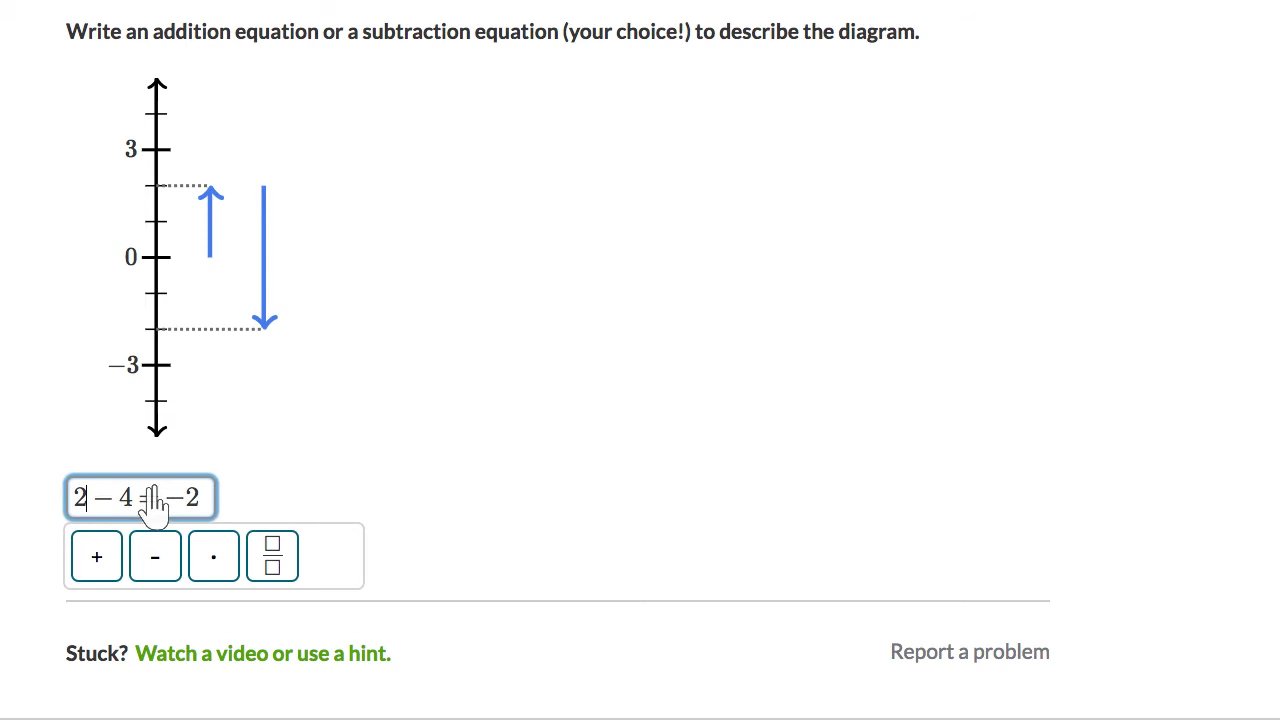 Write an addition equation or a subtraction equation (your choice!) to describe the diagram.
3
0
−3
2 − 4 = −2
+ - ·
Stuck? Watch a video or use a hint.
Report a problem